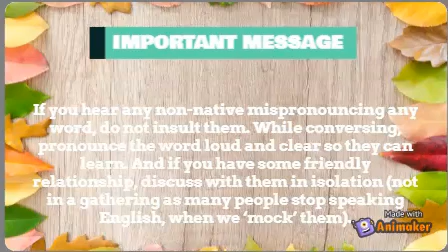 IMPORTANT MESSAGE
If you hear any non-native mispronouncing any
word, do not insult them. While conversing,
pronounce the word loud and clear so they can
learn. And if you have some friendly
relationship, discuss with them in isolation (not
in a gathering as many people stop speaking
English, when we ‘mock’ them).
Made with
Animaker